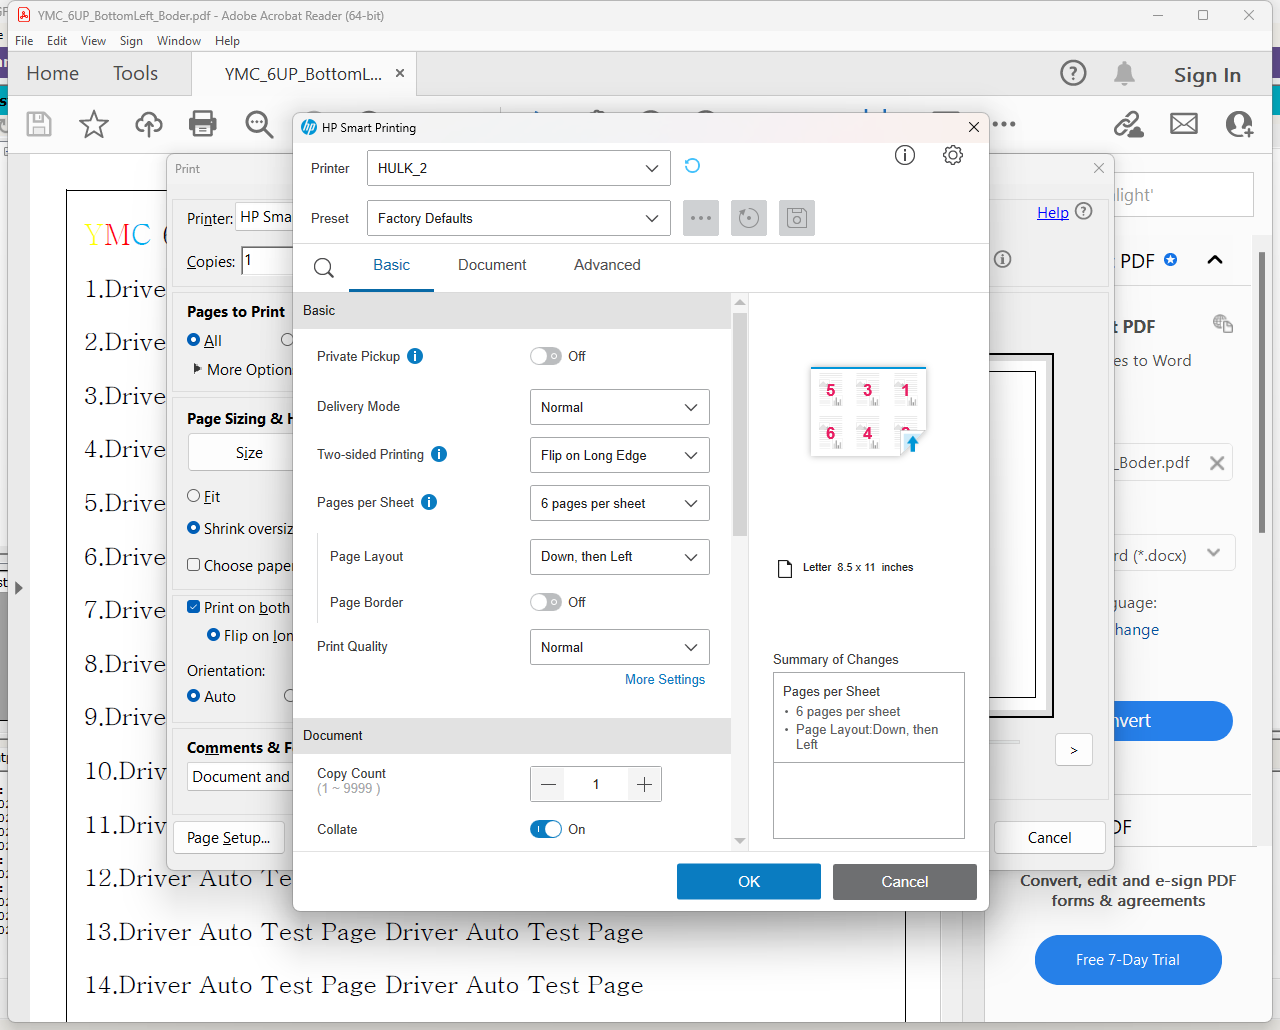 YMC_6UP_BottomLeft_Boder.pdf - Adobe Acrobat Reader (64-bit)
File Edit View Sign Window Help
Home Tools YMC_6UP_BottomL... × Sign In
HP Smart Printing
Print
Printer HULK_2
Preset Factory Defaults
Printer: HP Sma
Help
Copies: 1
Basic Document Advanced
Basic
Private Pickup Off
Delivery Mode Normal
Two-sided Printing Flip on Long Edge
Pages per Sheet 6 pages per sheet
Page Layout Down, then Left
Page Border Off
Print Quality Normal
More Settings
Document
Copy Count
(1 ~ 9999 )
1
Collate On
5 3 1
6 4
Letter 8.5 x 11 inches
Summary of Changes
Pages per Sheet
• 6 pages per sheet
• Page Layout:Down, then
Left
OK Cancel
Pages to Print
All
More Option
Page Sizing & H
Size
Fit
Shrink oversiz
Choose pape
Print on both
Flip on lon
Orientation:
Auto
Comments & F
Document and
Page Setup...
>
Cancel
YMC 6
1.Drive
2.Drive
3.Drive
4.Drive
5.Drive
6.Drive
7.Drive
8.Drive
9.Drive
10.Driv
11.Driv
12.Driver Auto Te
13.Driver Auto Test Page Driver Auto Test Page
14.Driver Auto Test Page Driver Auto Test Page
light'
PDF
t PDF
es to Word
_Boder.pdf
rd (*.docx)
guage:
hange
nvert
DF
Convert, edit and e-sign PDF
forms & agreements
Free 7-Day Trial